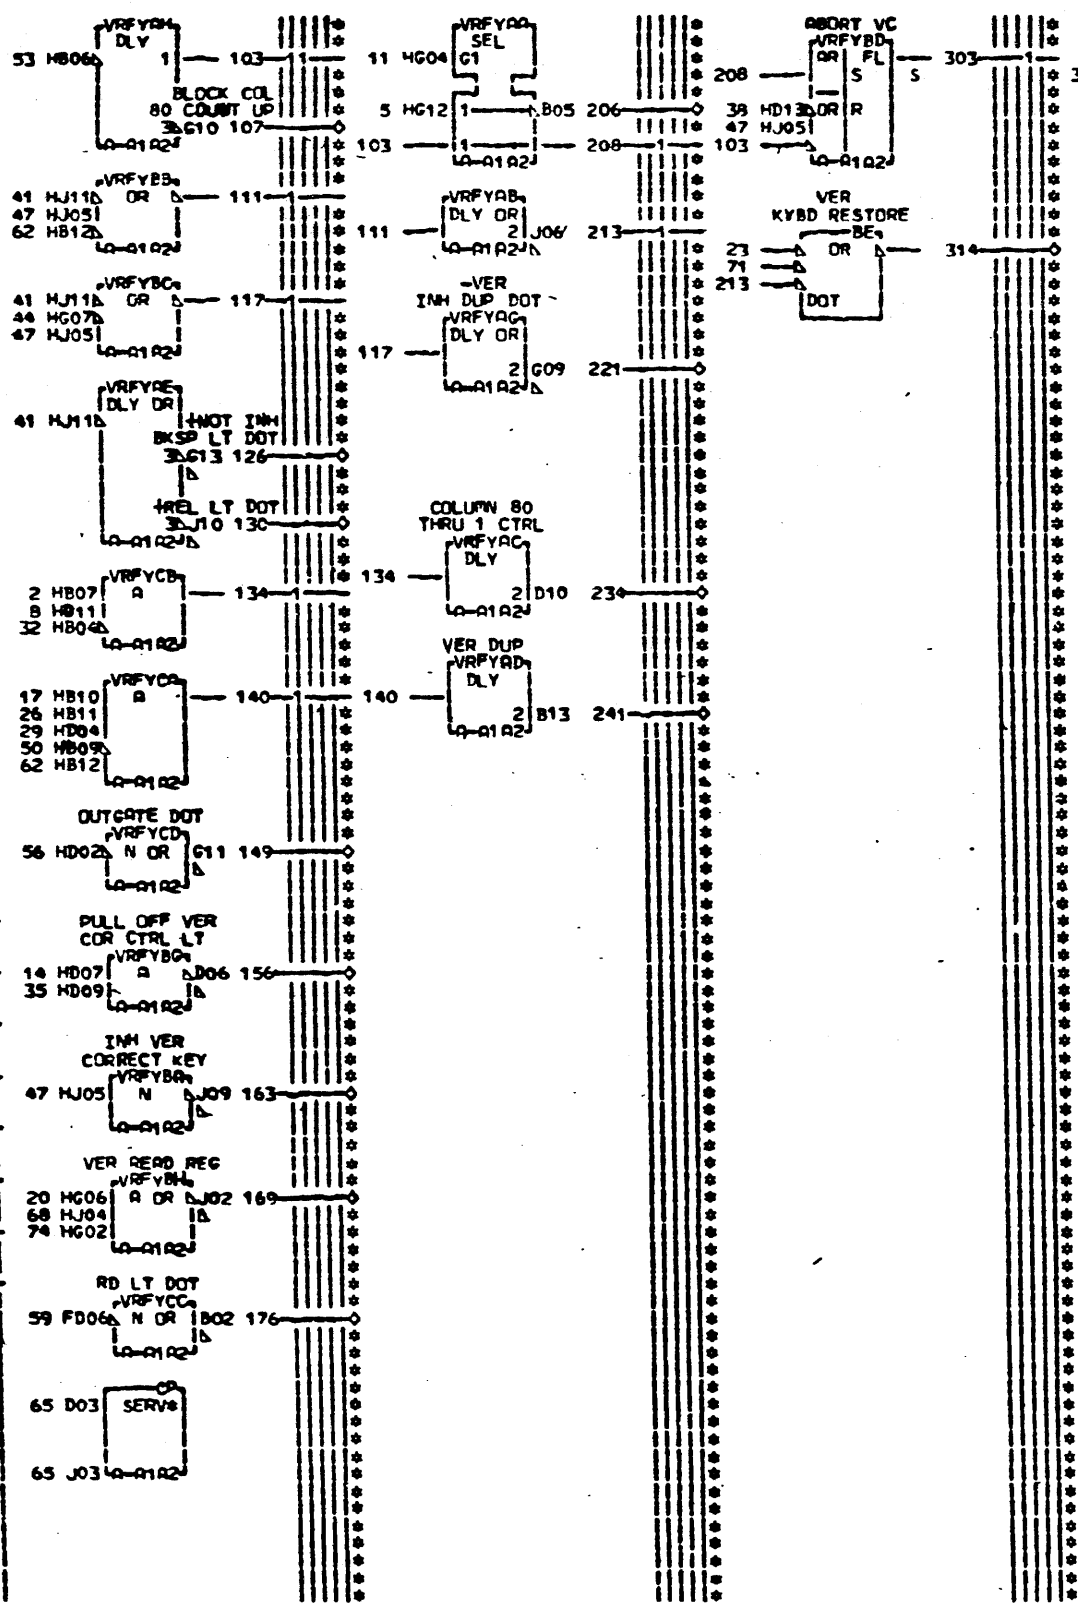 VRFYAH
DLY
53 HB06 1 103 1
BLOCK COL
80 COUNT UP
3 G10 107
A-A1A2
VRFYBB
41 HJ11 OR 111 1
47 HJ05
62 HB12
A-A1A2
VRFYBC
41 HJ11 OR 117 1
44 HG07
47 HJ05
A-A1A2
VRFYAE
DLY OR
41 HJ11
+NOT INH
BKSP LT DOT
3 G13 126
+REL LT DOT
3 J10 130
A-A1A2
VRFYCB
2 HB07 A 134 1
8 HB11
32 HB04
A-A1A2
VRFYCA
17 HB10 A 140 1
26 HB11
29 HD04
50 HB09
62 HB12
A-A1A2
OUTGATE DOT
VRFYCD
56 HD02 N OR G11 149
A-A1A2
PULL OFF VER
COR CTRL LT
VRFYBG
14 HD07 A D06 156
35 HD09
A-A1A2
INH VER
CORRECT KEY
VRFYBA
47 HJ05 N J09 163
A-A1A2
VER READ REG
VRFYBH
20 HG06 A OR J02 169
68 HJ04
74 HG02
A-A1A2
RD LT DOT
VRFYCC
59 FD06 N OR B02 176
A-A1A2
65 D03 SERV*
65 J03 A-A1A2
VRFYAA
SEL
11 HG04 G1
5 HG12 1 B05 206
103 1 208 1
A-A1A2
VRFYAB
DLY OR
111 2 J06 213 1
A-A1A2
-VER
INH DUP DOT
VRFYAG
DLY OR
117
2 G09 221
A-A1A2
COLUMN 80
THRU 1 CTRL
VRFYAC
DLY
134
2 D10 234
A-A1A2
VER DUP
VRFYAD
DLY
140
2 B13 241
A-A1A2
ABORT VC
VRFYBD
AR FL 303 1
208 S S 3
38 HD13 OR R
47 HJ05
103
A-A1A2
VER
KYBD RESTORE
BE
23 OR 314
71
213
DOT